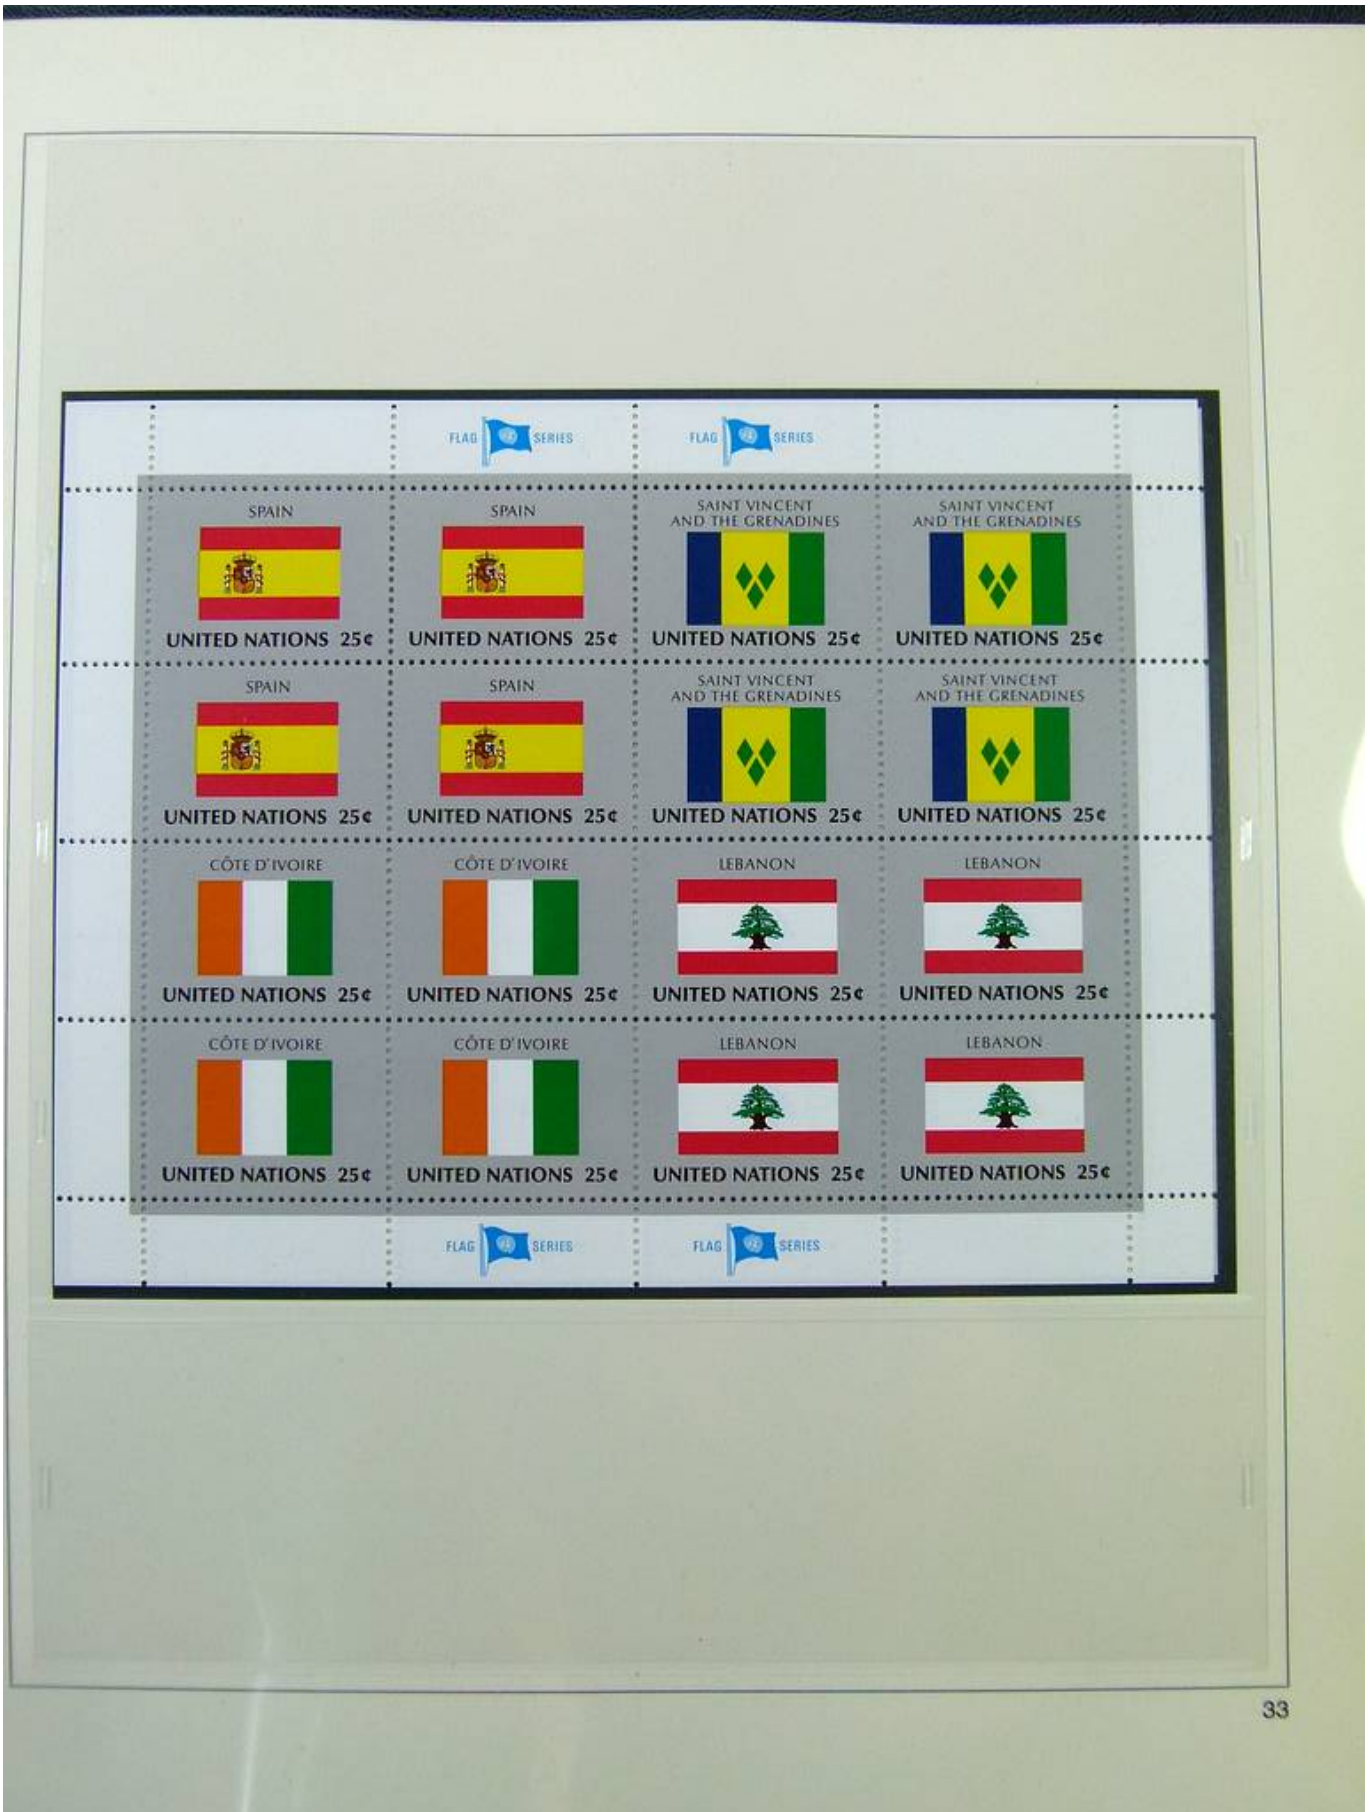 FLAG SERIES FLAG SERIES
SPAIN SPAIN SAINT VINCENT AND THE GRENADINES SAINT VINCENT AND THE GRENADINES
UNITED NATIONS 25¢ UNITED NATIONS 25¢ UNITED NATIONS 25¢ UNITED NATIONS 25¢
SPAIN SPAIN SAINT VINCENT AND THE GRENADINES SAINT VINCENT AND THE GRENADINES
UNITED NATIONS 25¢ UNITED NATIONS 25¢ UNITED NATIONS 25¢ UNITED NATIONS 25¢
CÔTE D'IVOIRE CÔTE D'IVOIRE LEBANON LEBANON
UNITED NATIONS 25¢ UNITED NATIONS 25¢ UNITED NATIONS 25¢ UNITED NATIONS 25¢
CÔTE D'IVOIRE CÔTE D'IVOIRE LEBANON LEBANON
UNITED NATIONS 25¢ UNITED NATIONS 25¢ UNITED NATIONS 25¢ UNITED NATIONS 25¢
FLAG SERIES FLAG SERIES
33